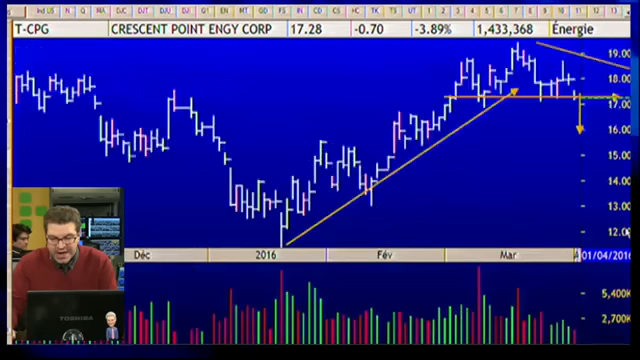 T-CPG CRESCENT POINT ENGY CORP 17.28 -0.70 -3.89% 1,433,368 Énergie
19.00
18.00
17.00
16.00
15.00
14.00
13.00
12.00
Déc 2016 Fév Mar 01/04/2016
5,400K
2,700K
TOSHIBA